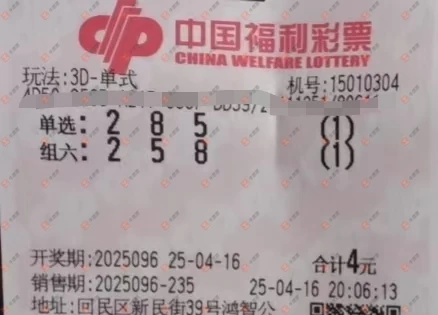 中国福利彩票
CHINA WELFARE LOTTERY
玩法:3D-单式 机号:15010304
单选: 2 8 5 (1)
组六: 2 5 8 (1)
开奖期:2025096 25-04-16 合计4元
销售期:2025096-235 25-04-16 20:06:13
地址:回民区新民街39号鸿智公